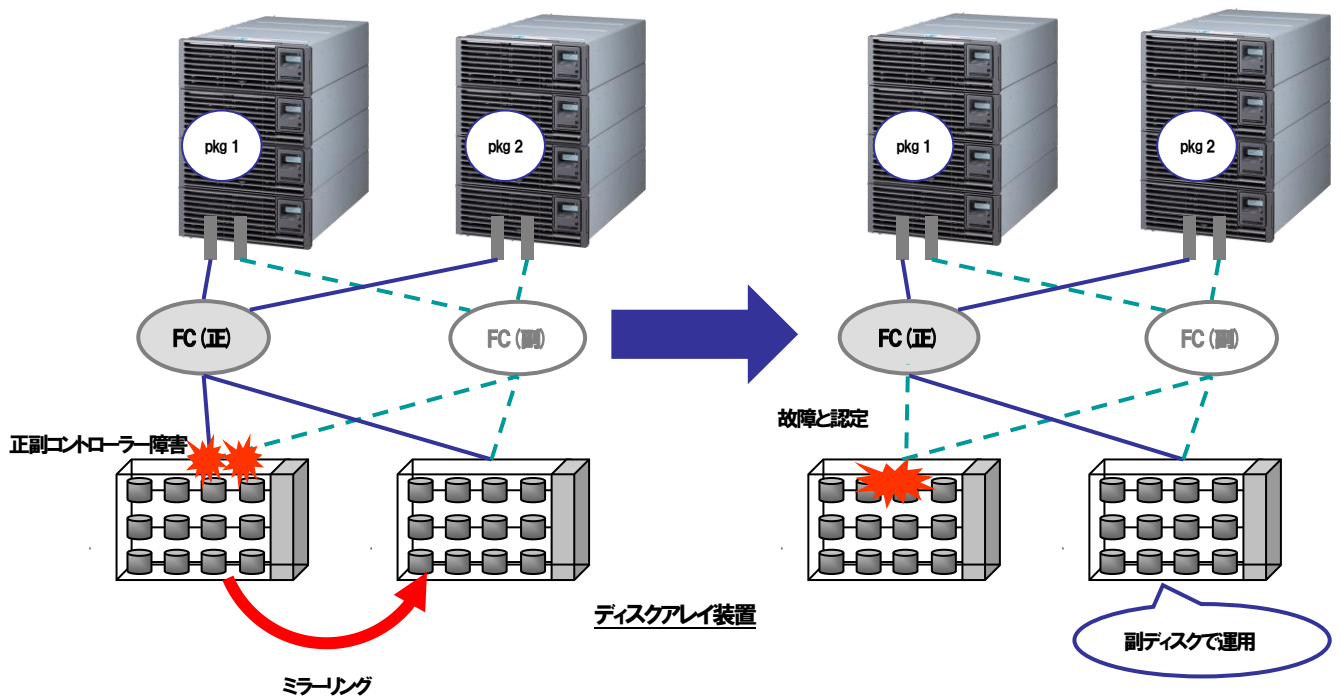 pkg 1
pkg 2
pkg 1
pkg 2
FC（正）
FC（副）
FC（正）
FC（副）
正副コントローラー障害
故障と認定
ディスクアレイ装置
副ディスクで運用
ミラーリング